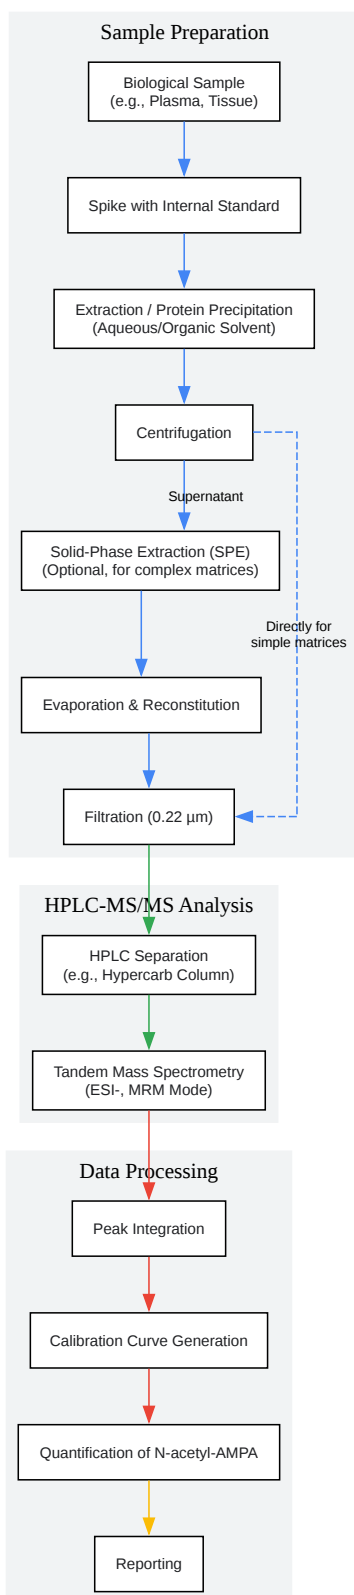 Sample Preparation
Biological Sample
(e.g., Plasma, Tissue)
Spike with Internal Standard
Extraction / Protein Precipitation
(Aqueous/Organic Solvent)
Centrifugation
Supernatant
Solid-Phase Extraction (SPE)
(Optional, for complex matrices)
Directly for
simple matrices
Evaporation & Reconstitution
Filtration (0.22 µm)
HPLC-MS/MS Analysis
HPLC Separation
(e.g., Hypercarb Column)
Tandem Mass Spectrometry
(ESI-, MRM Mode)
Data Processing
Peak Integration
Calibration Curve Generation
Quantification of N-acetyl-AMPA
Reporting